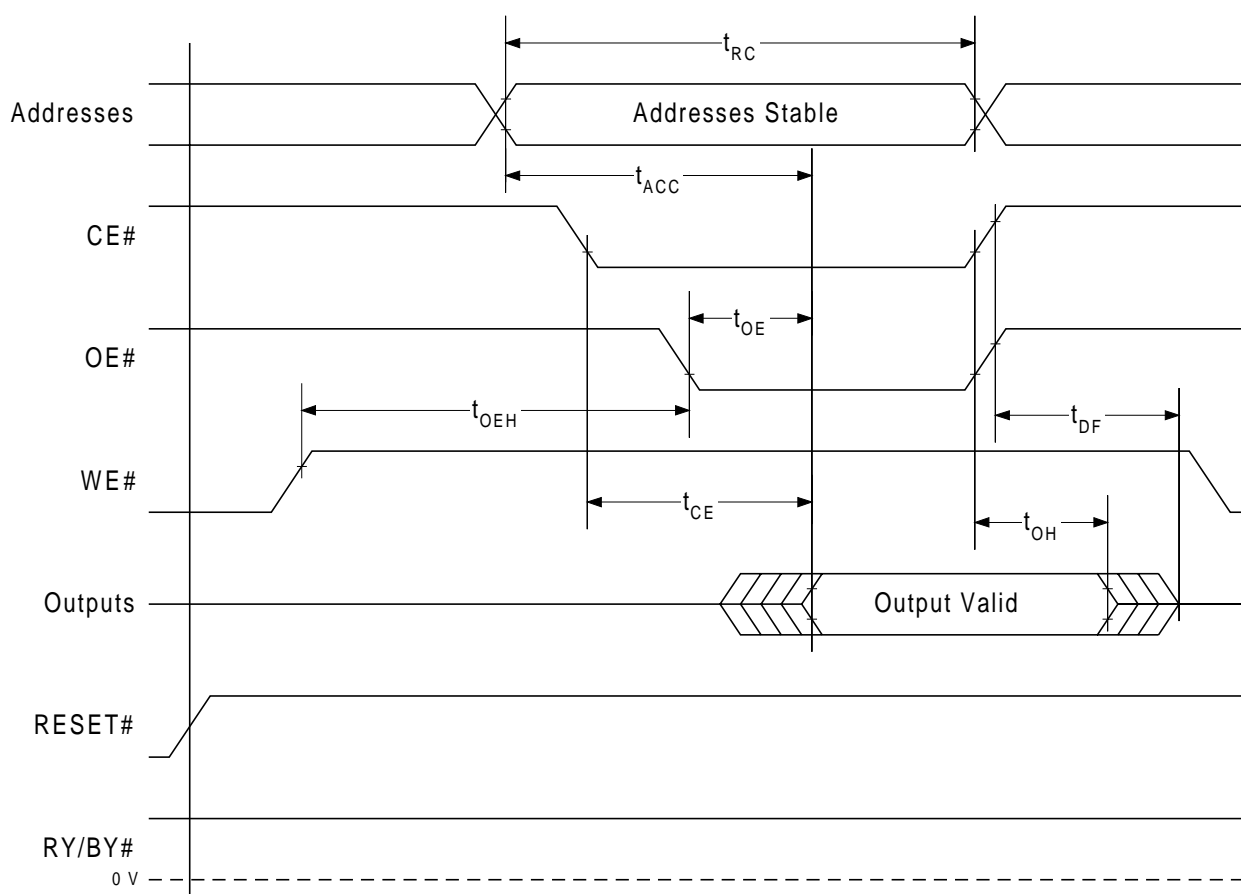 tRC
Addresses
Addresses Stable
tACC
CE#
tOE
OE#
tOEH
tDF
WE#
tCE
tOH
Outputs
Output Valid
RESET#
RY/BY#
0 V